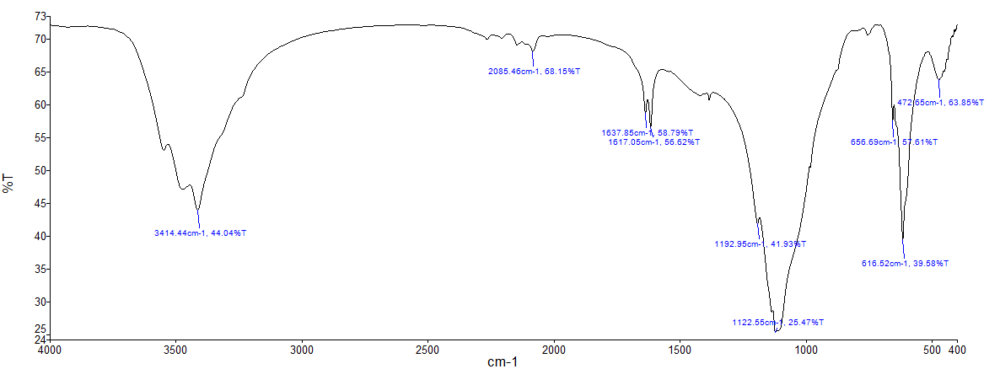 73
70
65
60
55
50
45
40
35
30
25
24
%T
2085.46cm-1, 68.15%T
472.65cm-1, 63.85%T
1637.85cm-1, 58.79%T
1617.05cm-1, 56.62%T
656.69cm-1, 57.61%T
3414.44cm-1, 44.04%T
1192.95cm-1, 41.93%T
616.52cm-1, 39.58%T
1122.55cm-1, 25.47%T
4000 3500 3000 2500 2000 1500 1000 500 400
cm-1